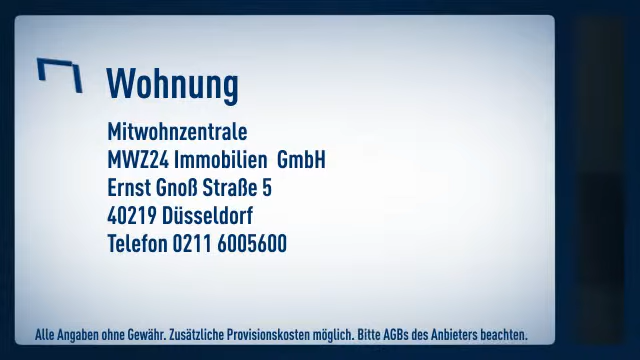 Wohnung
Mitwohnzentrale
MWZ24 Immobilien GmbH
Ernst Gnoß Straße 5
40219 Düsseldorf
Telefon 0211 6005600
Alle Angaben ohne Gewähr. Zusätzliche Provisionskosten möglich. Bitte AGBs des Anbieters beachten.